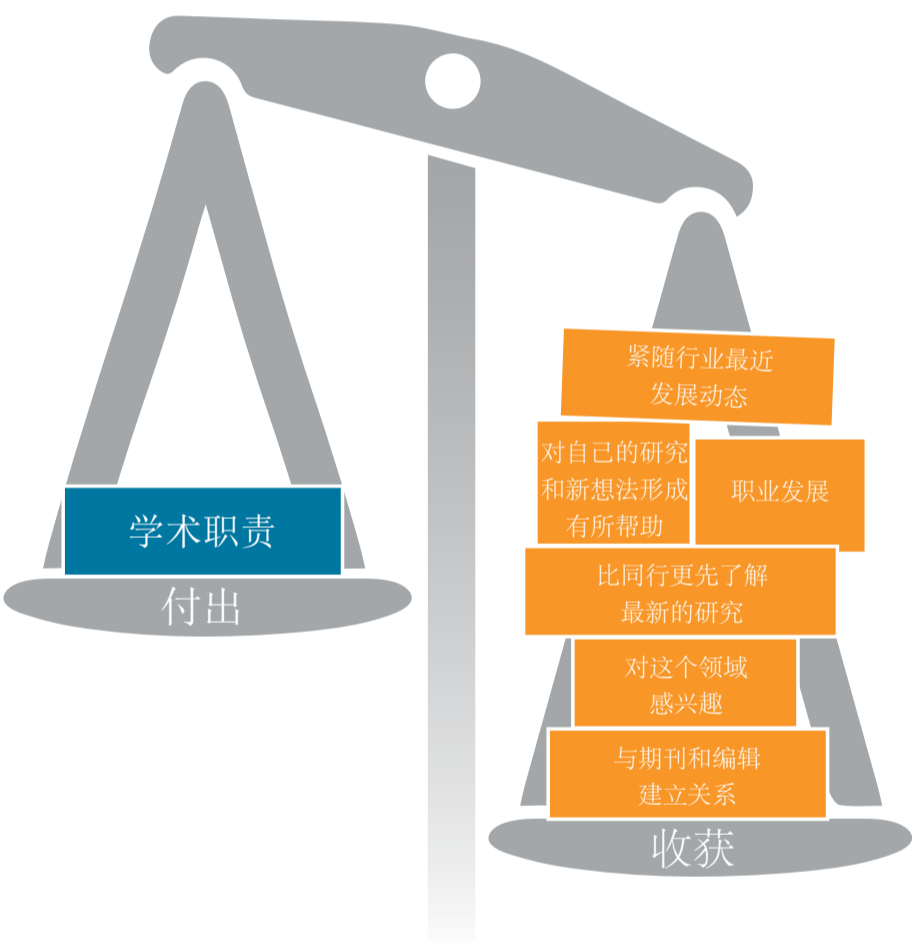 学术职责
付出
紧随行业最近
发展动态
对自己的研究
和新想法形成
有所帮助
职业发展
比同行更先了解
最新的研究
对这个领域
感兴趣
与期刊和编辑
建立关系
收获